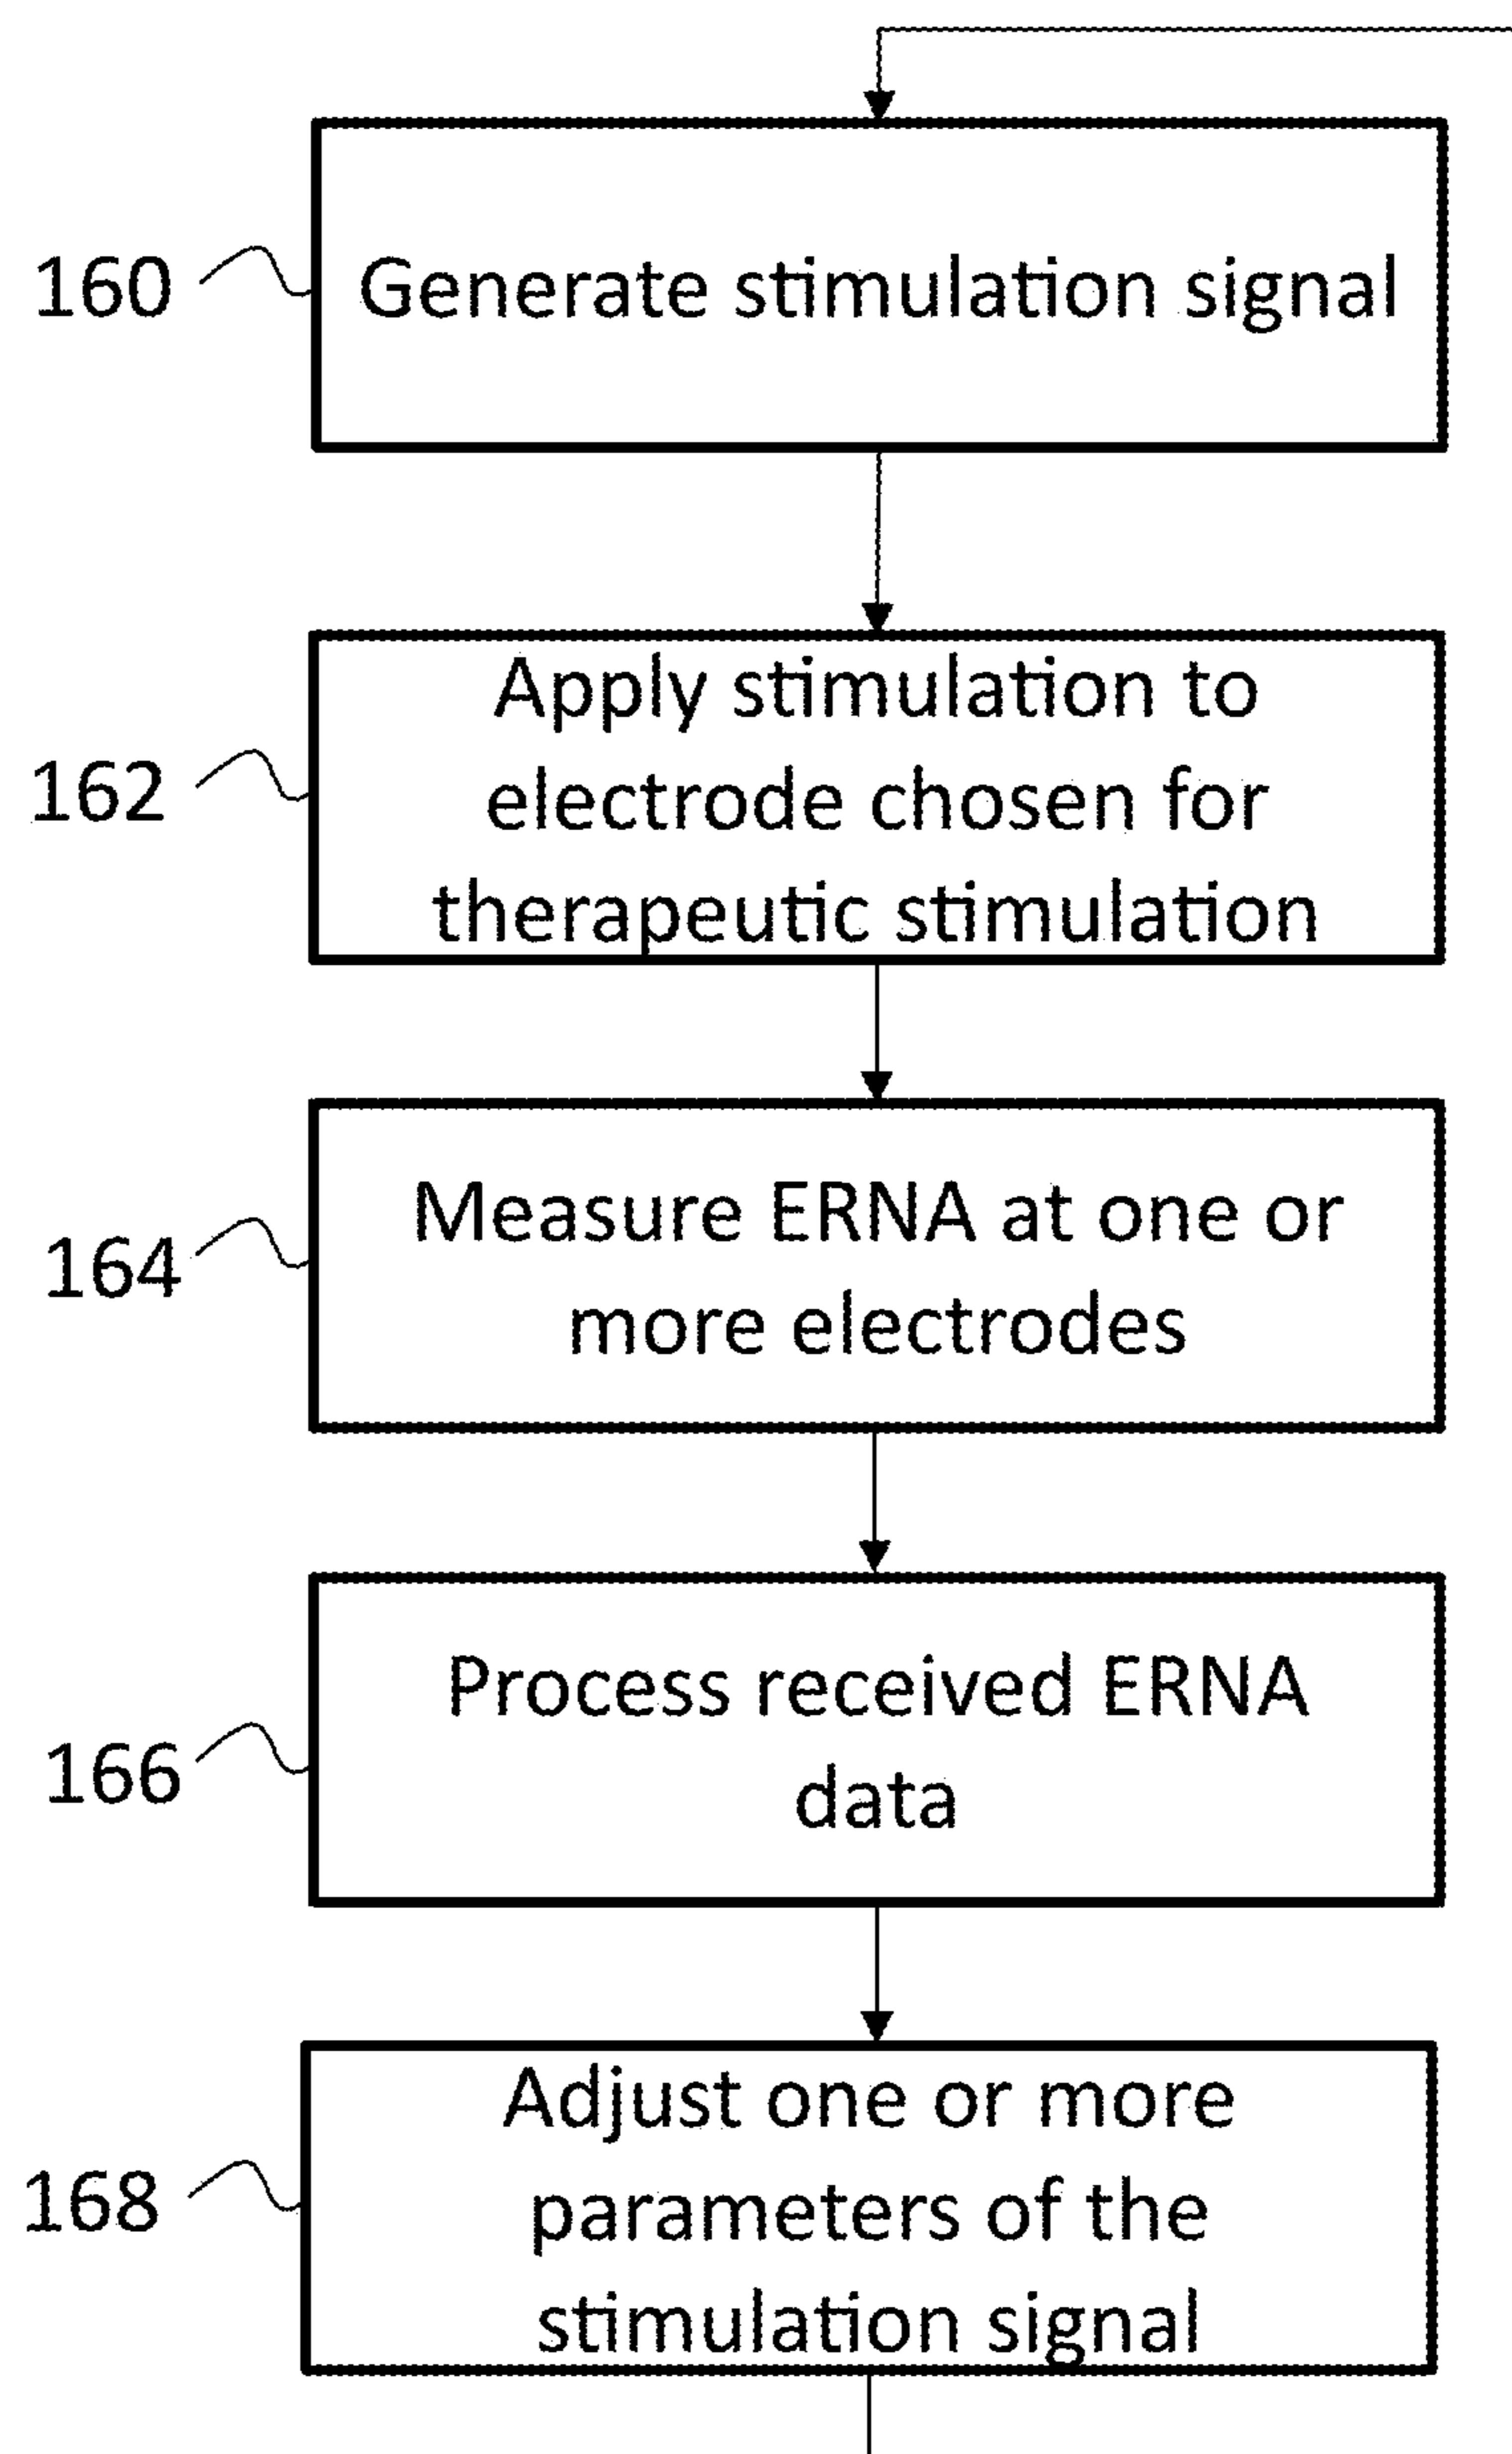 160
Generate stimulation signal
162
Apply stimulation to
electrode chosen for
therapeutic stimulation
164
Measure ERNA at one or
more electrodes
166
Process received ERNA
data
168
Adjust one or more
parameters of the
stimulation signal